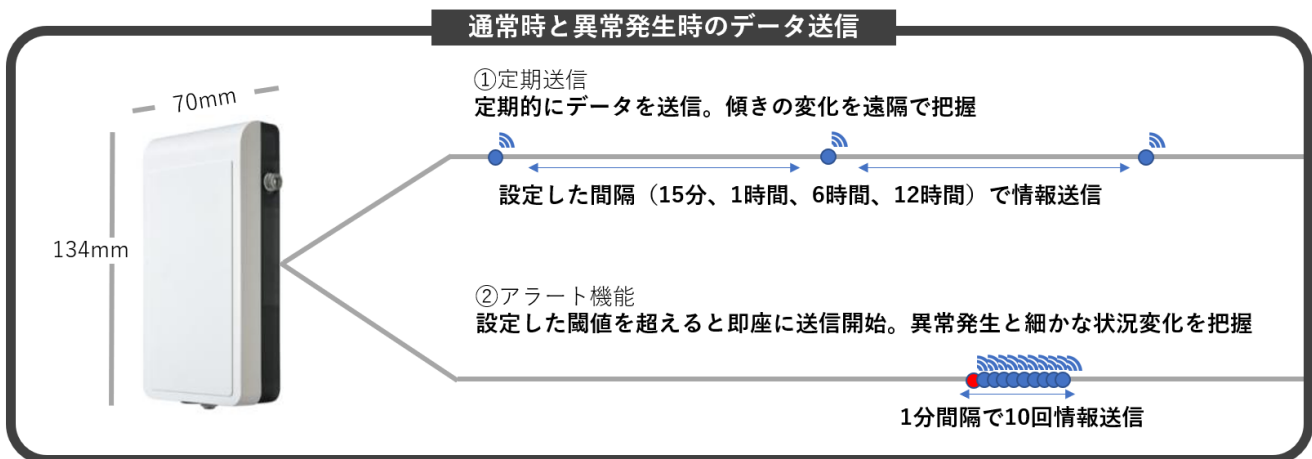 通常時と異常発生時のデータ送信
70mm
134mm
①定期送信
定期的にデータを送信。傾きの変化を遠隔で把握
設定した間隔（15分、1時間、6時間、12時間）で情報送信
②アラート機能
設定した閾値を超えると即座に送信開始。異常発生と細かな状況変化を把握
1分間隔で10回情報送信